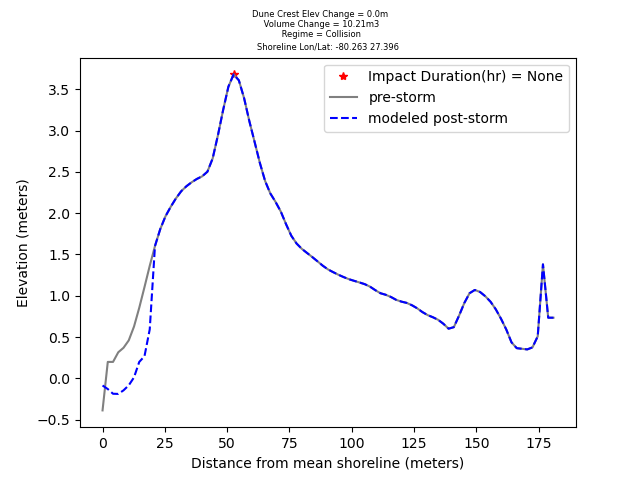 Dune Crest Elev Change = 0.0m
Volume Change = 10.21m3
Regime = Collision
Shoreline Lon/Lat: -80.263 27.396
Impact Duration(hr) = None
pre-storm
modeled post-storm
Elevation (meters)
3.5
3.0
2.5
2.0
1.5
1.0
0.5
0.0
−0.5
0 25 50 75 100 125 150 175
Distance from mean shoreline (meters)